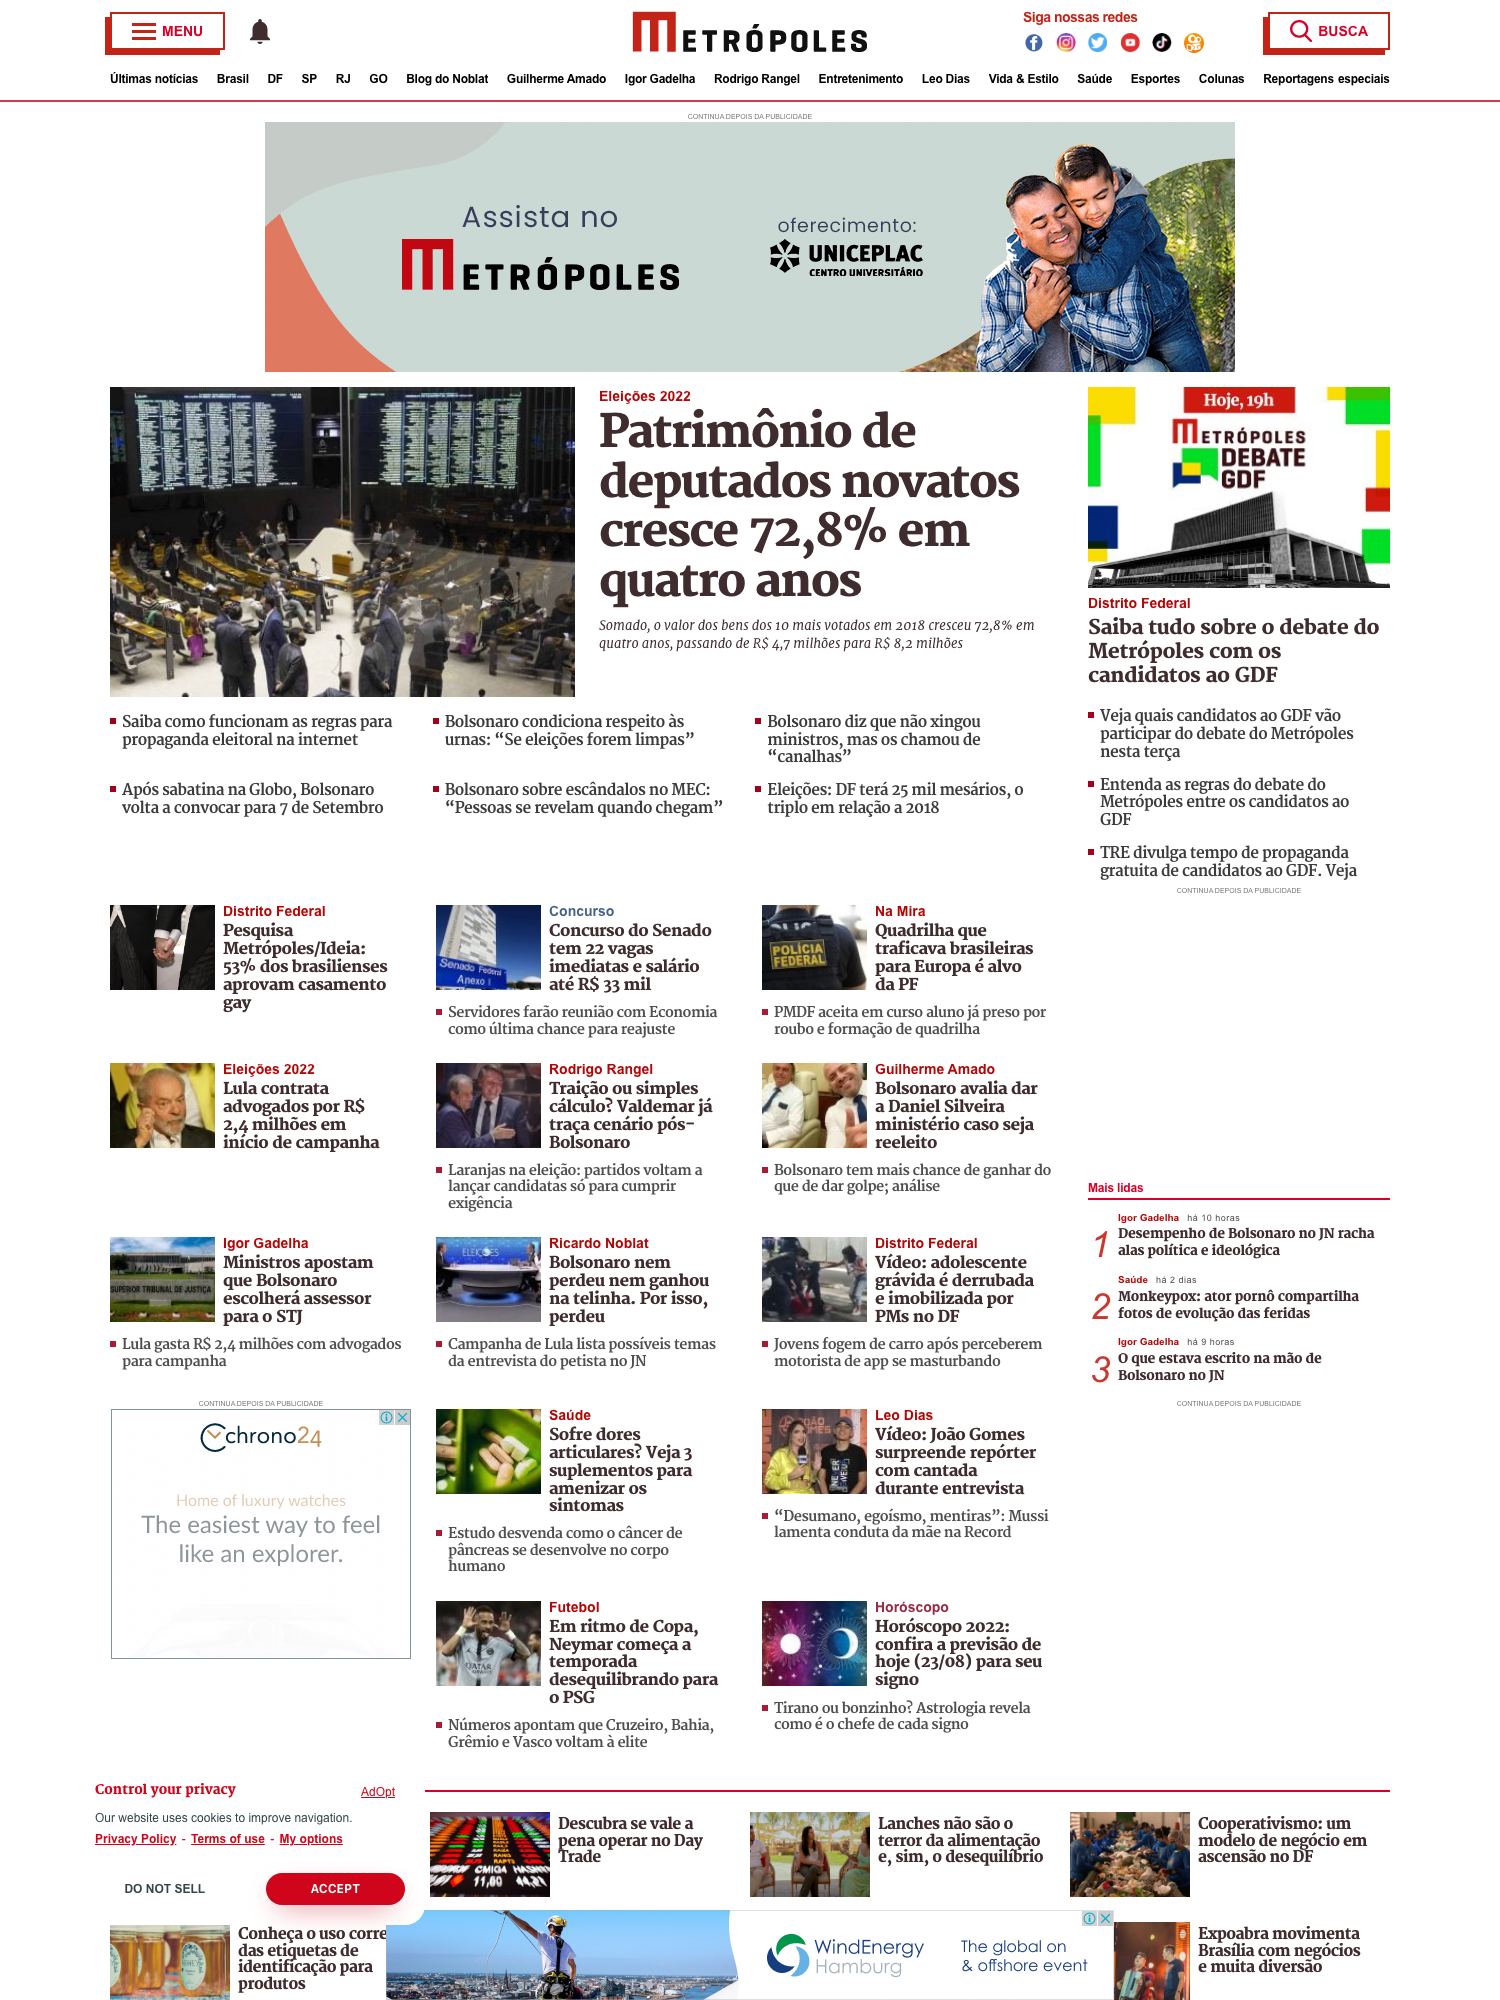 MENU
METRÓPOLES
Siga nossas redes
BUSCA
Últimas notícias Brasil DF SP RJ GO Blog do Noblat Guilherme Amado Igor Gadelha Rodrigo Rangel Entretenimento Leo Dias Vida & Estilo Saúde Esportes Colunas Reportagens especiais
CONTINUA DEPOIS DA PUBLICIDADE
Assista no
METRÓPOLES
oferecimento:
UNICEPLAC
CENTRO UNIVERSITÁRIO
Eleições 2022
Patrimônio de
deputados novatos
cresce 72,8% em
quatro anos
Somado, o valor dos bens dos 10 mais votados em 2018 cresceu 72,8% em
quatro anos, passando de R$ 4,7 milhões para R$ 8,2 milhões
Hoje, 19h
METRÓPOLES
DEBATE
GDF
Distrito Federal
Saiba tudo sobre o debate do
Metrópoles com os
candidatos ao GDF
Saiba como funcionam as regras para
propaganda eleitoral na internet
Bolsonaro condiciona respeito às
urnas: “Se eleições forem limpas”
Bolsonaro diz que não xingou
ministros, mas os chamou de
“canalhas”
Após sabatina na Globo, Bolsonaro
volta a convocar para 7 de Setembro
Bolsonaro sobre escândalos no MEC:
“Pessoas se revelam quando chegam”
Eleições: DF terá 25 mil mesários, o
triplo em relação a 2018
Veja quais candidatos ao GDF vão
participar do debate do Metrópoles
nesta terça
Entenda as regras do debate do
Metrópoles entre os candidatos ao
GDF
TRE divulga tempo de propaganda
gratuita de candidatos ao GDF. Veja
CONTINUA DEPOIS DA PUBLICIDADE
Distrito Federal
Pesquisa
Metrópoles/Ideia:
53% dos brasilienses
aprovam casamento
gay
Senado Federal
Anexo I
Concurso
Concurso do Senado
tem 22 vagas
imediatas e salário
até R$ 33 mil
Servidores farão reunião com Economia
como última chance para reajuste
POLÍCIA
FEDERAL
Na Mira
Quadrilha que
traficava brasileiras
para Europa é alvo
da PF
PMDF aceita em curso aluno já preso por
roubo e formação de quadrilha
Eleições 2022
Lula contrata
advogados por R$
2,4 milhões em
início de campanha
Rodrigo Rangel
Traição ou simples
cálculo? Valdemar já
traça cenário pós-
Bolsonaro
Laranjas na eleição: partidos voltam a
lançar candidatas só para cumprir
exigência
Guilherme Amado
Bolsonaro avalia dar
a Daniel Silveira
ministério caso seja
reeleito
Bolsonaro tem mais chance de ganhar do
que de dar golpe; análise
Mais lidas
1
Igor Gadelha há 10 horas
Desempenho de Bolsonaro no JN racha
alas política e ideológica
2
Saúde há 2 dias
Monkeypox: ator pornô compartilha
fotos de evolução das feridas
3
Igor Gadelha há 9 horas
O que estava escrito na mão de
Bolsonaro no JN
CONTINUA DEPOIS DA PUBLICIDADE
SUPERIOR TRIBUNAL DE JUSTIÇA
Igor Gadelha
Ministros apostam
que Bolsonaro
escolherá assessor
para o STJ
Lula gasta R$ 2,4 milhões com advogados
para campanha
ELEIÇÕES
Ricardo Noblat
Bolsonaro nem
perdeu nem ganhou
na telinha. Por isso,
perdeu
Campanha de Lula lista possíveis temas
da entrevista do petista no JN
Distrito Federal
Vídeo: adolescente
grávida é derrubada
e imobilizada por
PMs no DF
Jovens fogem de carro após perceberem
motorista de app se masturbando
CONTINUA DEPOIS DA PUBLICIDADE
chrono24
Home of luxury watches
The easiest way to feel
like an explorer.
Saúde
Sofre dores
articulares? Veja 3
suplementos para
amenizar os
sintomas
Estudo desvenda como o câncer de
pâncreas se desenvolve no corpo
humano
Leo Dias
Vídeo: João Gomes
surpreende repórter
com cantada
durante entrevista
“Desumano, egoísmo, mentiras”: Mussi
lamenta conduta da mãe na Record
Futebol
Em ritmo de Copa,
Neymar começa a
temporada
desequilibrando para
o PSG
Números apontam que Cruzeiro, Bahia,
Grêmio e Vasco voltam à elite
Horóscopo
Horóscopo 2022:
confira a previsão de
hoje (23/08) para seu
signo
Tirano ou bonzinho? Astrologia revela
como é o chefe de cada signo
Control your privacy
AdOpt
Our website uses cookies to improve navigation.
Privacy Policy - Terms of use - My options
DO NOT SELL
ACCEPT
Descubra se vale a
pena operar no Day
Trade
Lanches não são o
terror da alimentação
e, sim, o desequilíbrio
Cooperativismo: um
modelo de negócio em
ascensão no DF
Conheça o uso corre
das etiquetas de
identificação para
produtos
WindEnergy
Hamburg
The global on
& offshore event
Expoabra movimenta
Brasília com negócios
e muita diversão